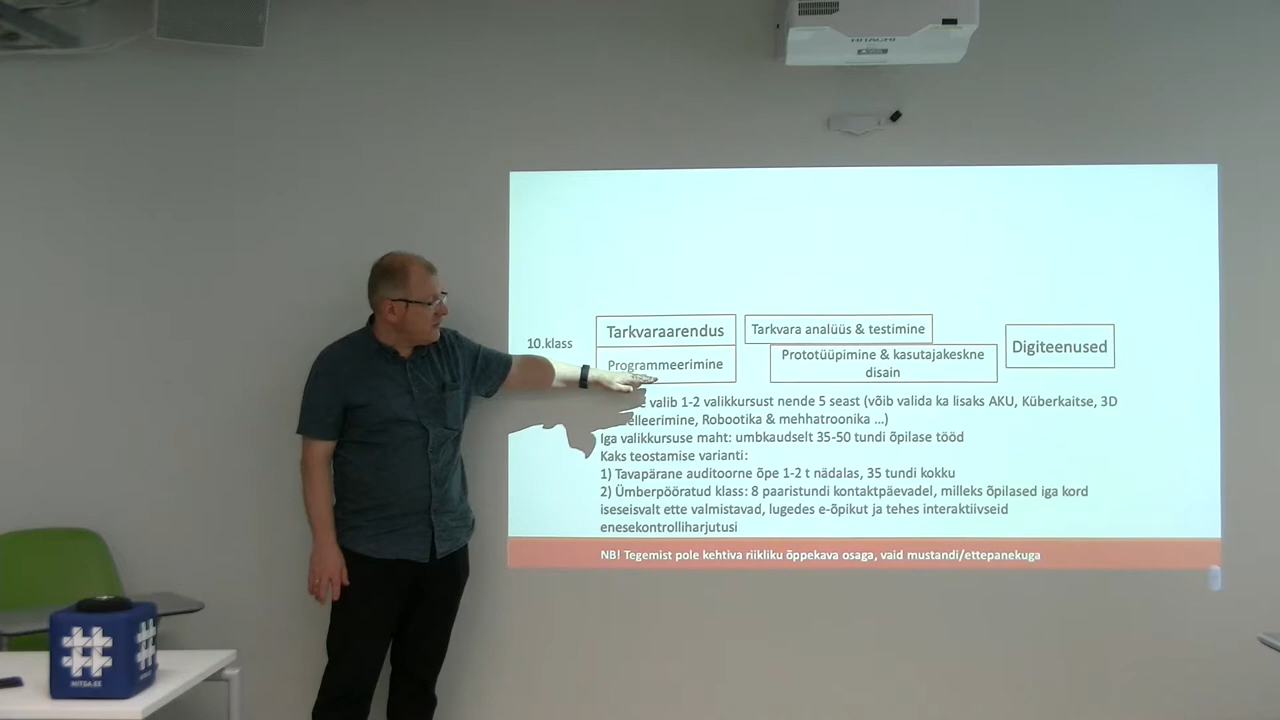 HITACHI
10.klass
Tarkvaraarendus
Programmeerimine
Tarkvara analüüs & testimine
Prototüüpimine & kasutajakeskne
disain
Digiteenused
valib 1-2 valikkursust nende 5 seast (võib valida ka lisaks AKU, Küberkaitse, 3D
Robootika & mehhatroonika ...)
Iga valikkursuse maht: umbkaudselt 35-50 tundi õpilase tööd
Kaks teostamise varianti:
1) Tavapärane auditoorne õpe 1-2 t nädalas, 35 tundi kokku
2) Ümberpööratud klass: 8 paaristundi kontaktpäevadel, milleks õpilased iga kord
iseseisvalt ette valmistavad, lugedes e-õpikut ja tehes interaktiivseid
enesekontrolliharjutusi
NB! Tegemist pole kehtiva riikliku õppekava osaga, vaid mustandi/ettepanekuga
HITSA.EE